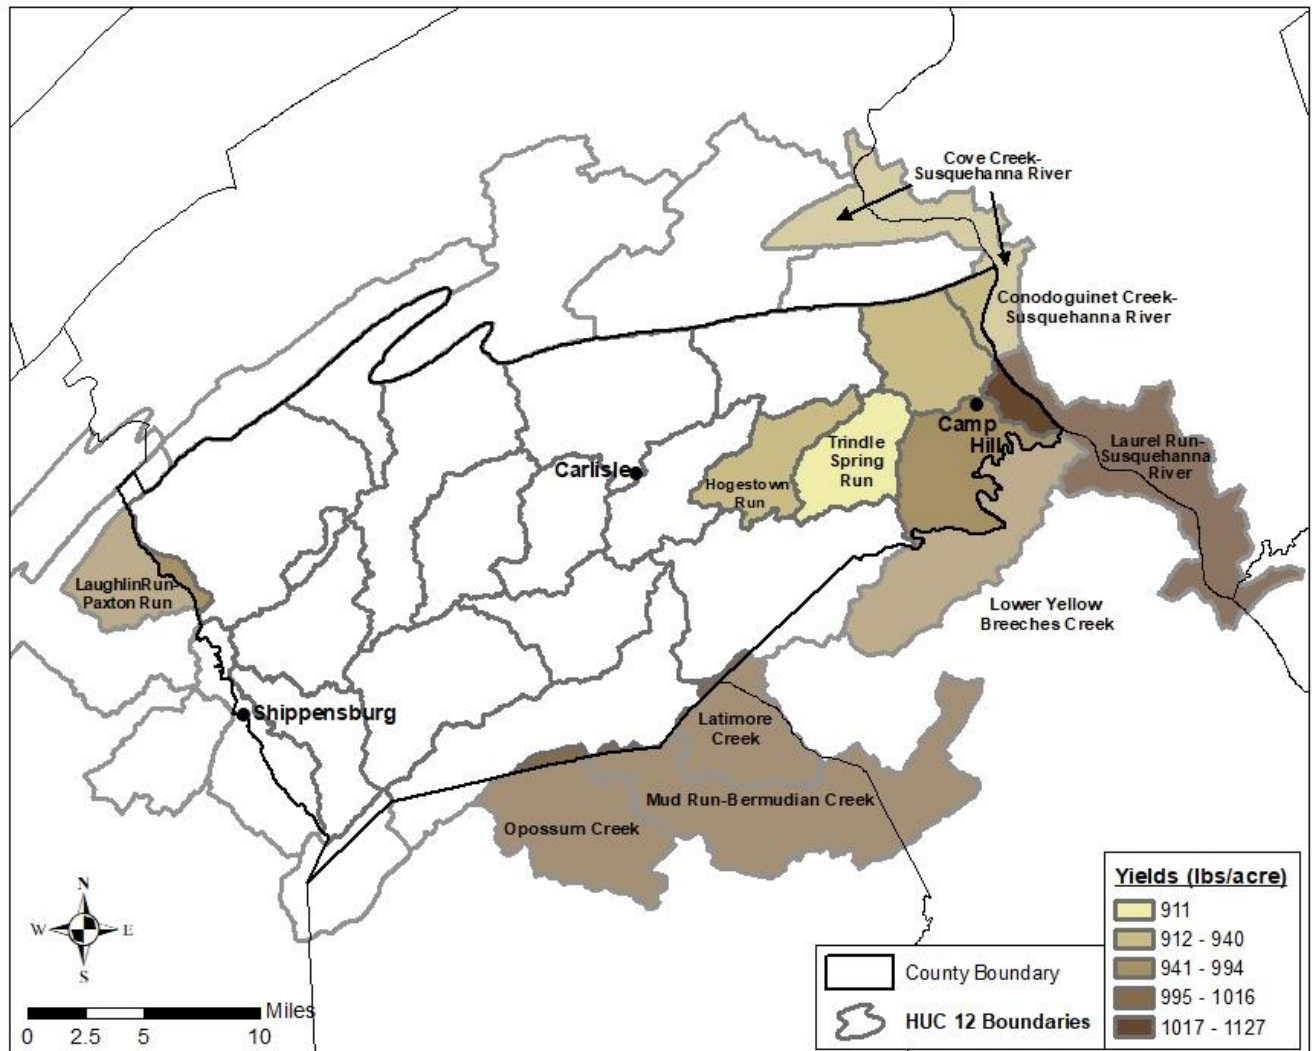 Cove Creek-
Susquehanna River
Conodoguinet Creek-
Susquehanna River
Camp
Hill
Laurel Run-
Susquehanna
River
Trindle
Spring
Run
Carlisle
Hogestown
Run
LaughlinRun-
Paxton Run
Lower Yellow
Breeches Creek
Shippensburg
Latimore
Creek
Mud Run-Bermudian Creek
Opossum Creek
N
W E
S
Miles
0 2.5 5 10
County Boundary
HUC 12 Boundaries
Yields (lbs/acre)
911
912 - 940
941 - 994
995 - 1016
1017 - 1127